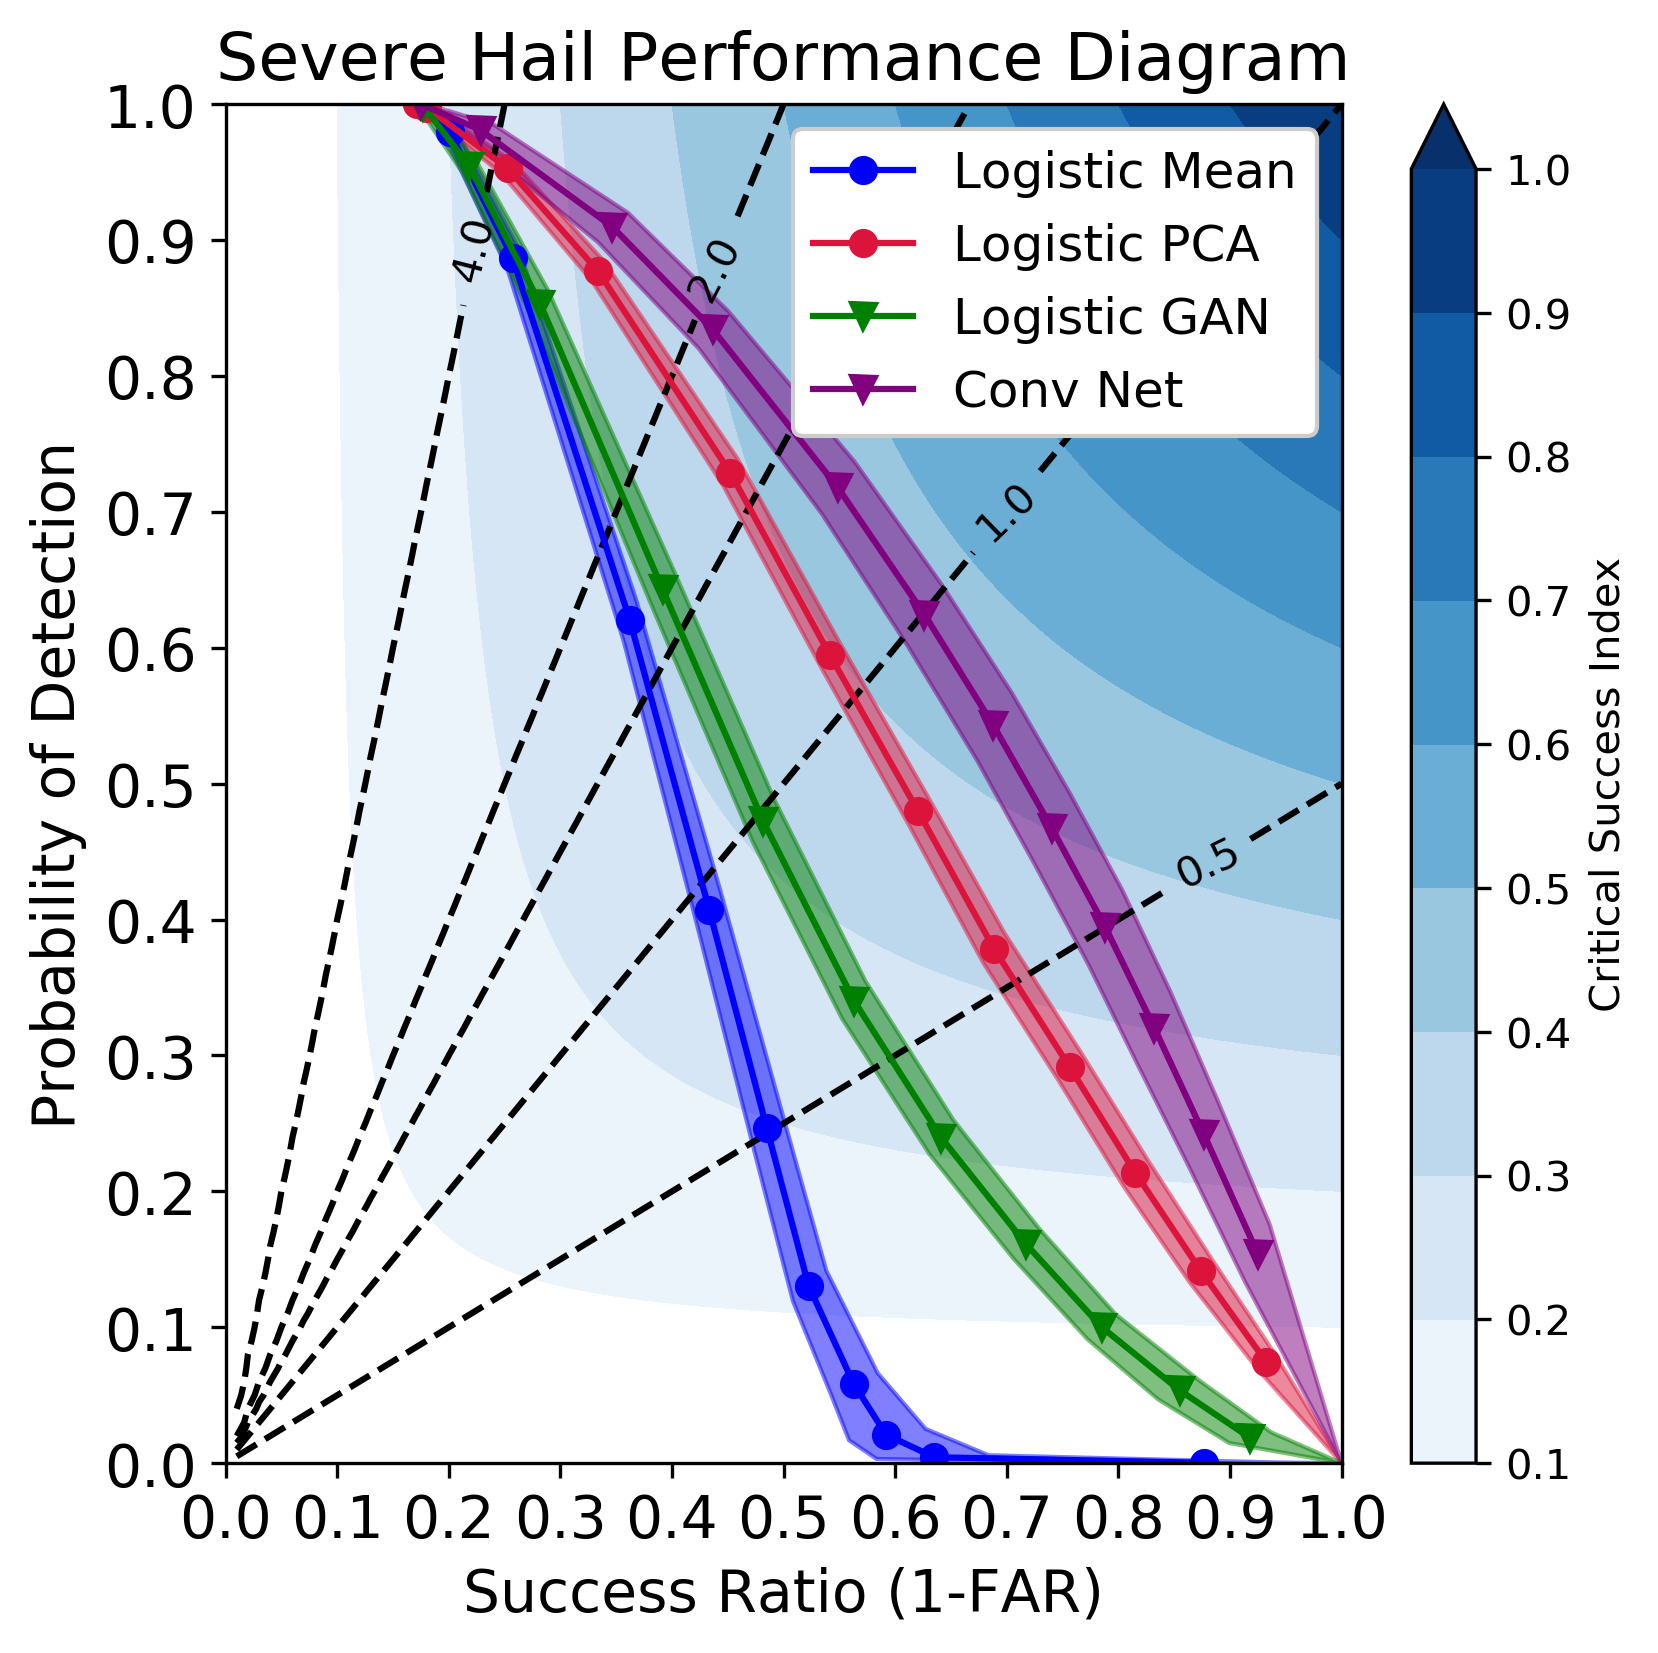 Severe Hail Performance Diagram
Logistic Mean
Logistic PCA
Logistic GAN
Conv Net
4.0
2.0
1.0
0.5
Probability of Detection
1.0
0.9
0.8
0.7
0.6
0.5
0.4
0.3
0.2
0.1
0.0
0.0 0.1 0.2 0.3 0.4 0.5 0.6 0.7 0.8 0.9 1.0
Success Ratio (1-FAR)
1.0
0.9
0.8
0.7
0.6
0.5
0.4
0.3
0.2
0.1
Critical Success Index